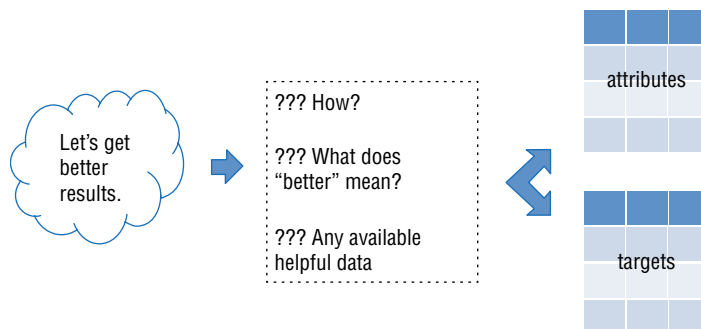 Let's get
better
results.
??? How?
??? What does
“better” mean?
??? Any available
helpful data
attributes
targets